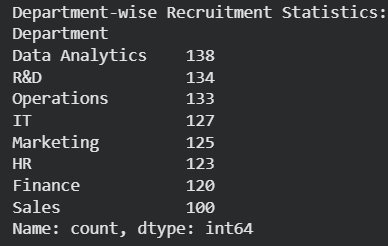 Department-wise Recruitment Statistics:
Department
Data Analytics    138
R&D               134
Operations        133
IT                127
Marketing         125
HR                123
Finance           120
Sales             100
Name: count, dtype: int64